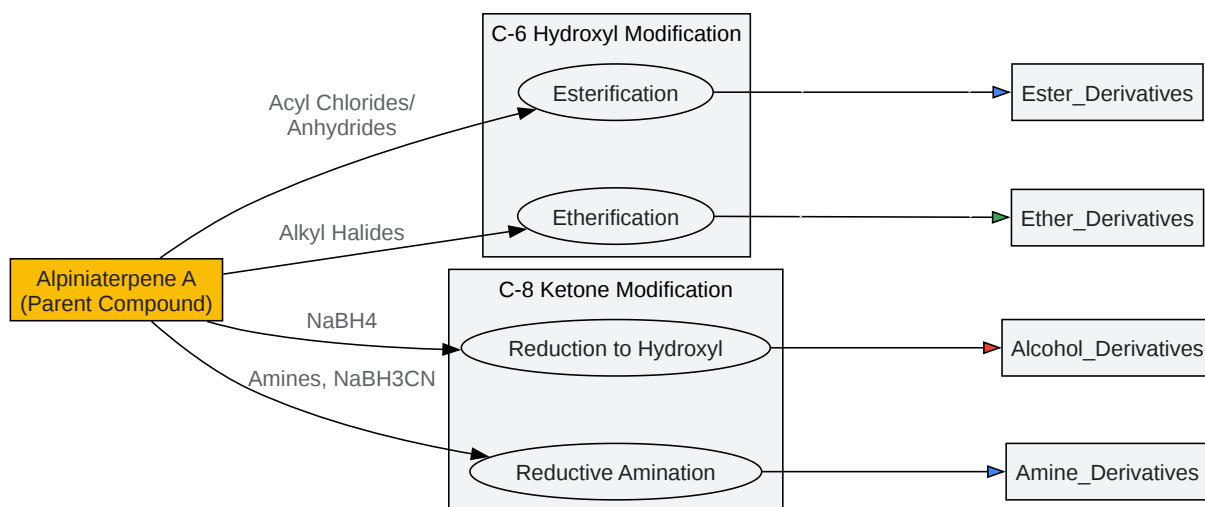 C-6 Hydroxyl Modification
Acyl Chlorides/
Anhydrides
Esterification
Ester_Derivatives
Alkyl Halides
Etherification
Ether_Derivatives
Alpiniaterpene A
(Parent Compound)
C-8 Ketone Modification
NaBH4
Reduction to Hydroxyl
Alcohol_Derivatives
Amines, NaBH3CN
Reductive Amination
Amine_Derivatives